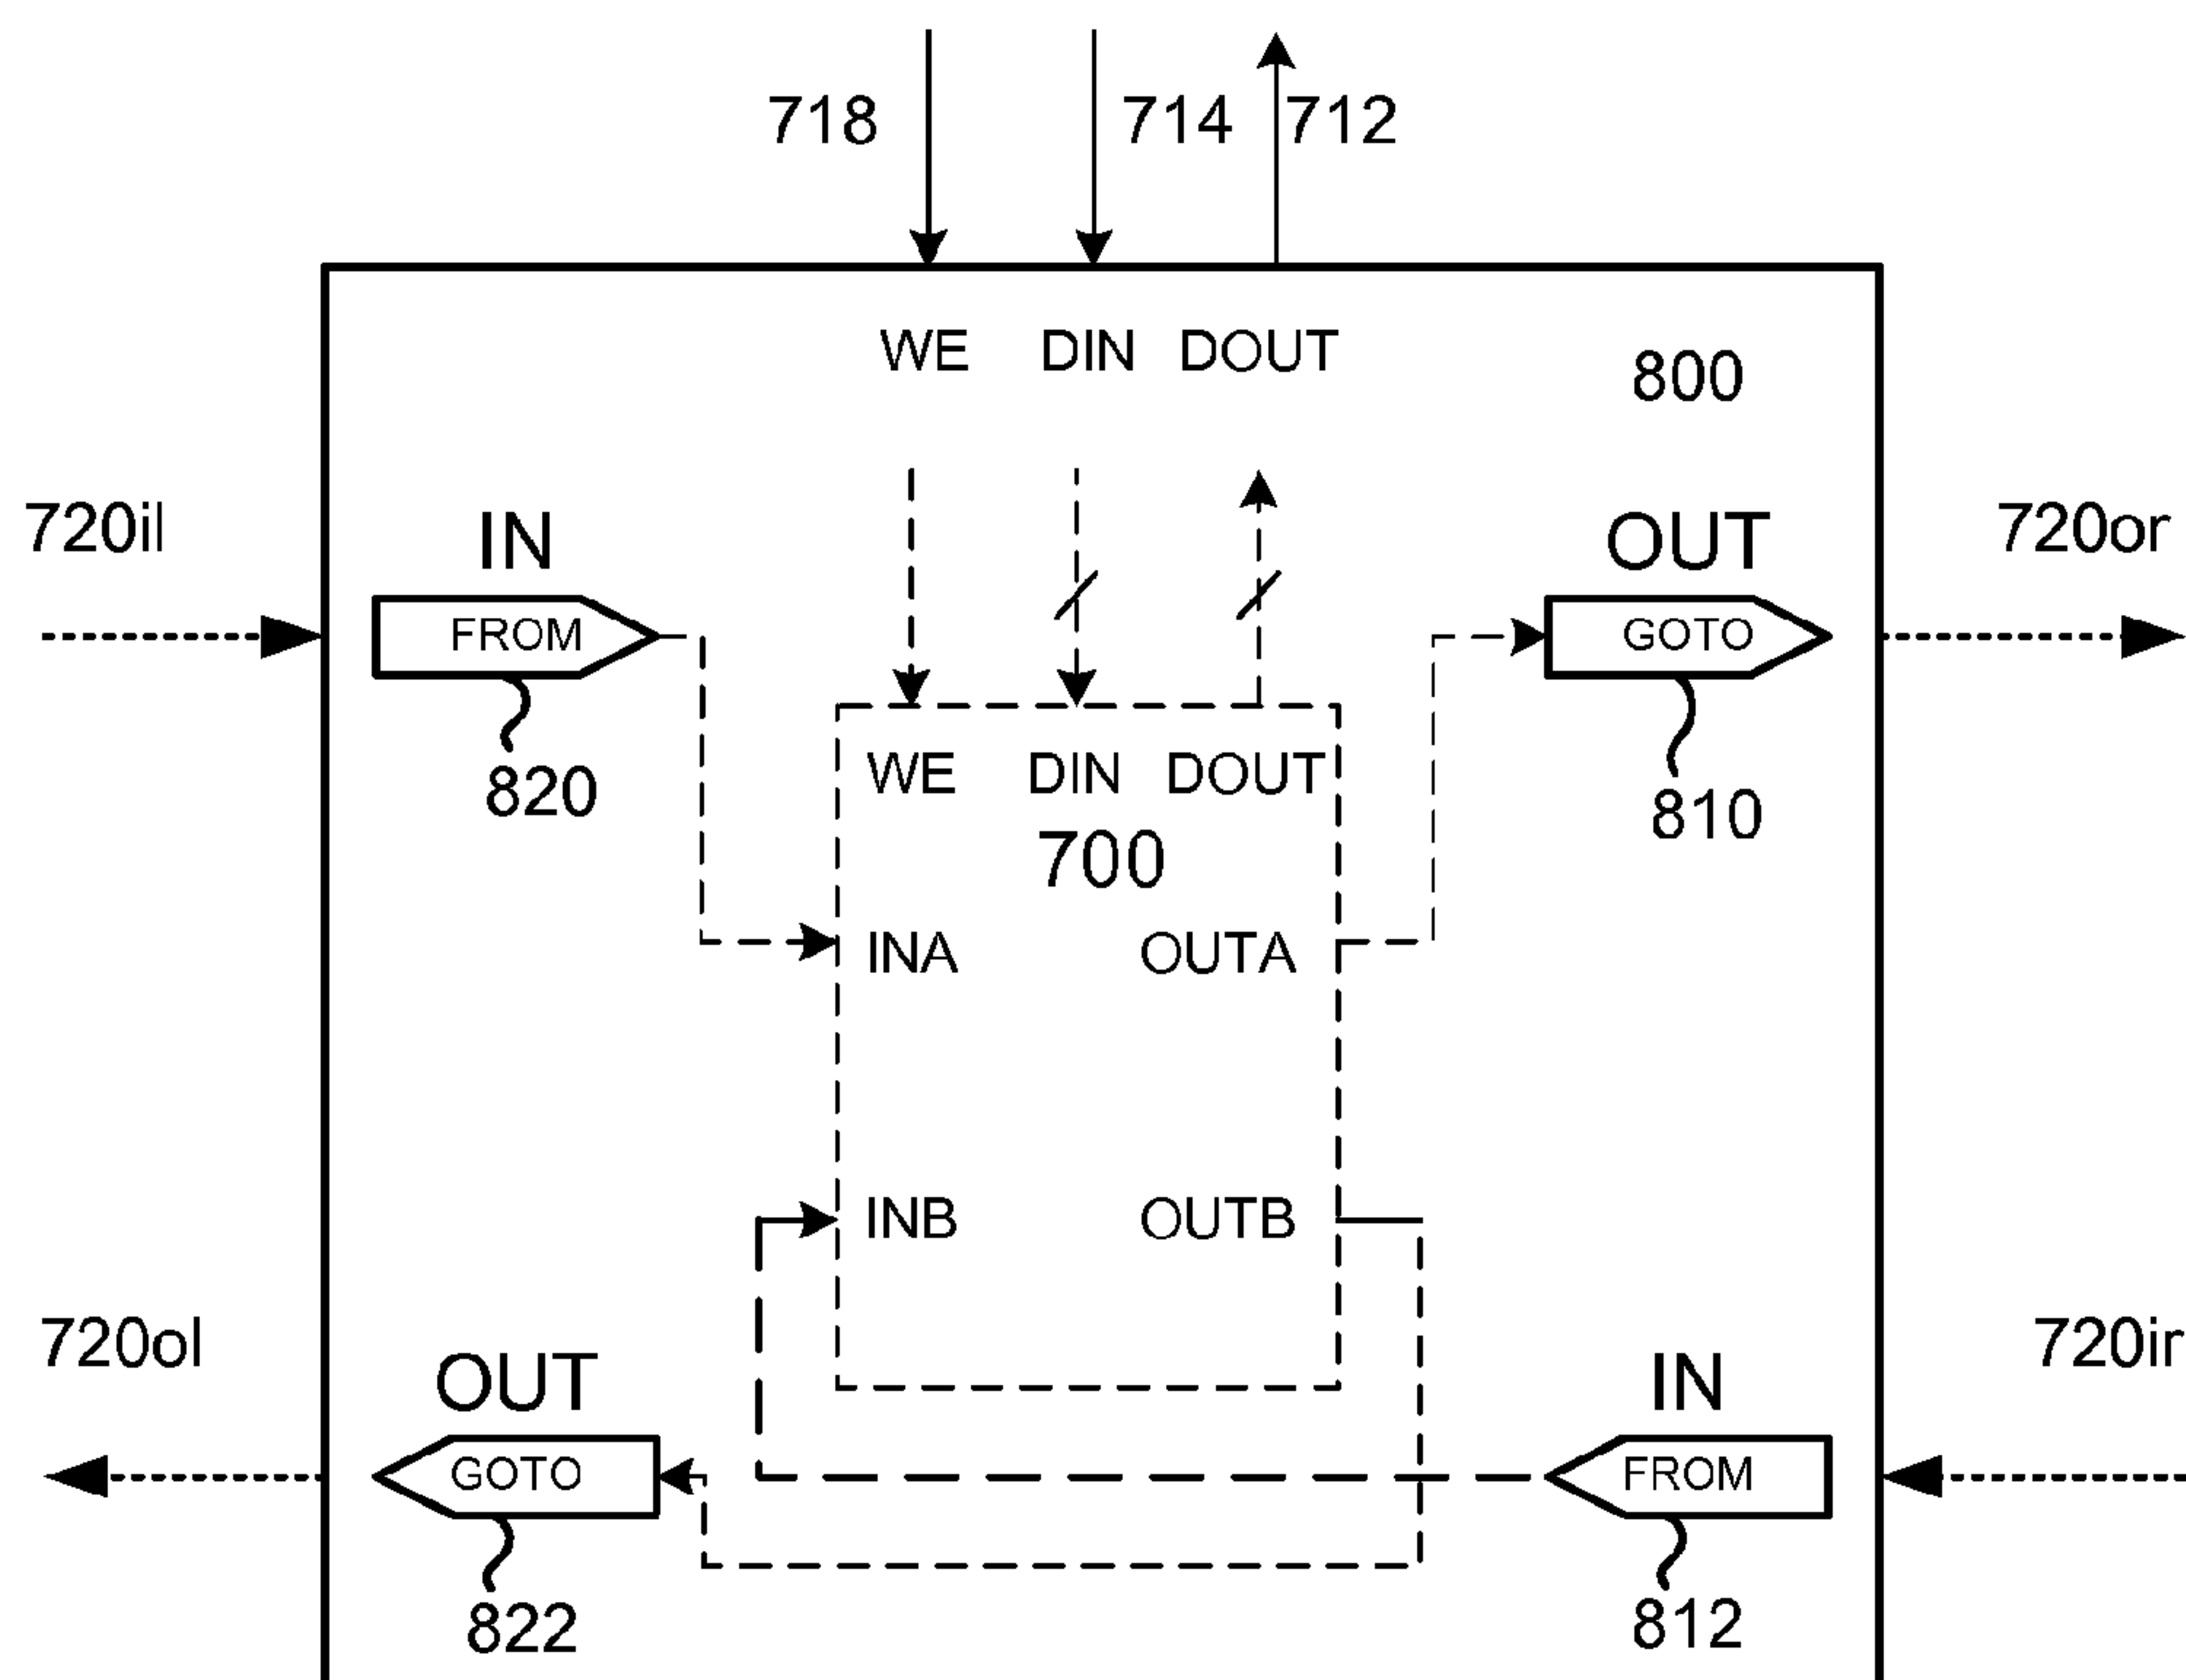 718 714 712
WE DIN DOUT
800
720il IN OUT 720or
FROM GOTO
820 WE DIN DOUT 810
700
INA OUTA
INB OUTB
720ol OUT IN 720ir
GOTO FROM
822 812